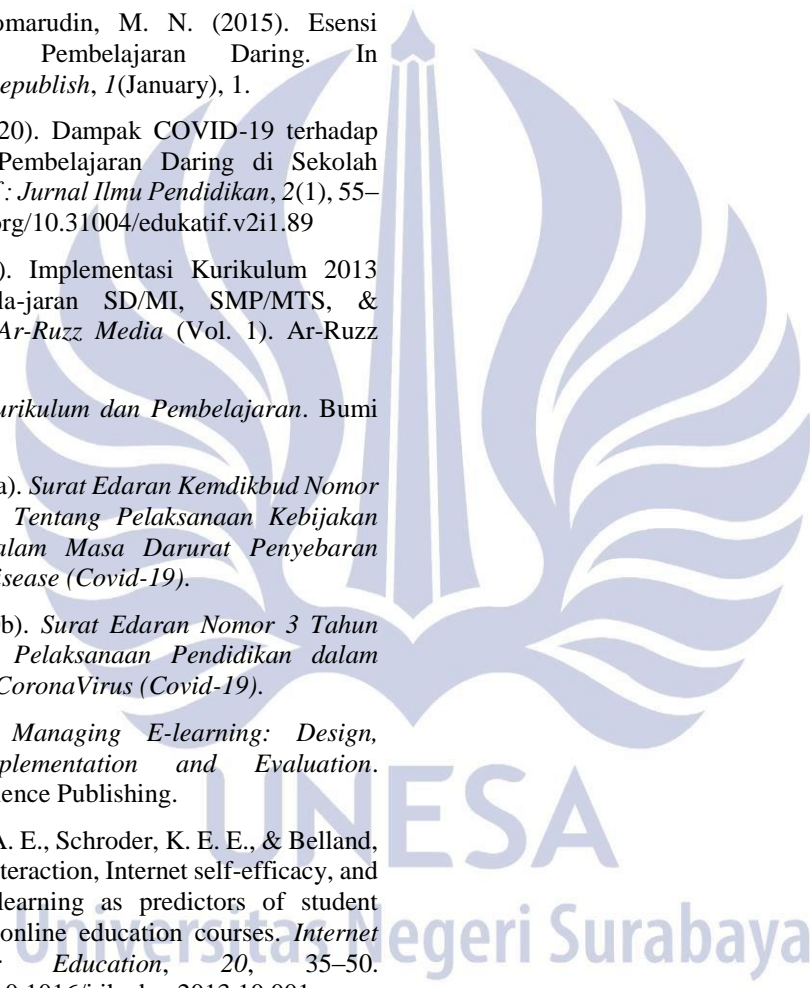 omarudin, M. N. (2015). Esensi
Pembelajaran Daring. In
epublish, 1(January), 1.
20). Dampak COVID-19 terhadap
Pembelajaran Daring di Sekolah
: Jurnal Ilmu Pendidikan, 2(1), 55–
org/10.31004/edukatif.v2i1.89
). Implementasi Kurikulum 2013
la-jaran SD/MI, SMP/MTS, &
Ar-Ruzz Media (Vol. 1). Ar-Ruzz
urikulum dan Pembelajaran. Bumi
a). Surat Edaran Kemdikbud Nomor
Tentang Pelaksanaan Kebijakan
alam Masa Darurat Penyebaran
isease (Covid-19).
b). Surat Edaran Nomor 3 Tahun
Pelaksanaan Pendidikan dalam
CoronaVirus (Covid-19).
Managing E-learning: Design,
plementation and Evaluation.
ience Publishing.
A. E., Schroder, K. E. E., & Belland,
teraction, Internet self-efficacy, and
learning as predictors of student
online education courses. Internet
Education, 20, 35–50.
UNESA
Universitas Negeri Surabaya